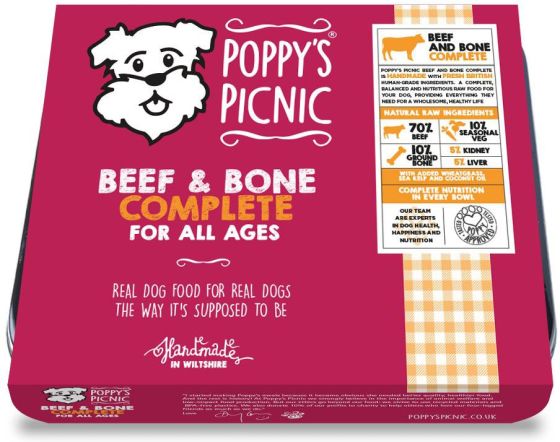 POPPY'S®
PICNIC
BEEF & BONE
COMPLETE
FOR ALL AGES
REAL DOG FOOD FOR REAL DOGS
THE WAY IT'S SUPPOSED TO BE
Handmade
IN WILTSHIRE
BEEF
AND BONE
COMPLETE
POPPY'S PICNIC BEEF AND BONE COMPLETE
IS HANDMADE WITH FRESH BRITISH
HUMAN-GRADE INGREDIENTS. A COMPLETE,
BALANCED AND NUTRITIOUS RAW FOOD FOR
YOUR DOG, PROVIDING EVERYTHING THEY
NEED FOR A WHOLESOME, HEALTHY LIFE
NATURAL RAW INGREDIENTS
70% BEEF
10% SEASONAL VEG
10% GROUND BONE
5% KIDNEY
5% LIVER
WITH ADDED WHEATGRASS,
SEA KELP AND COCONUT OIL
COMPLETE NUTRITION
IN EVERY BOWL
OUR TEAM
ARE EXPERTS
IN DOG HEALTH,
HAPPINESS AND
NUTRITION
POPPY
APPROVED
POPPY'S
PICNIC
BEEF & BONE
COMPLETE
FOR ALL AGES
POPPYSPICNIC.CO.UK